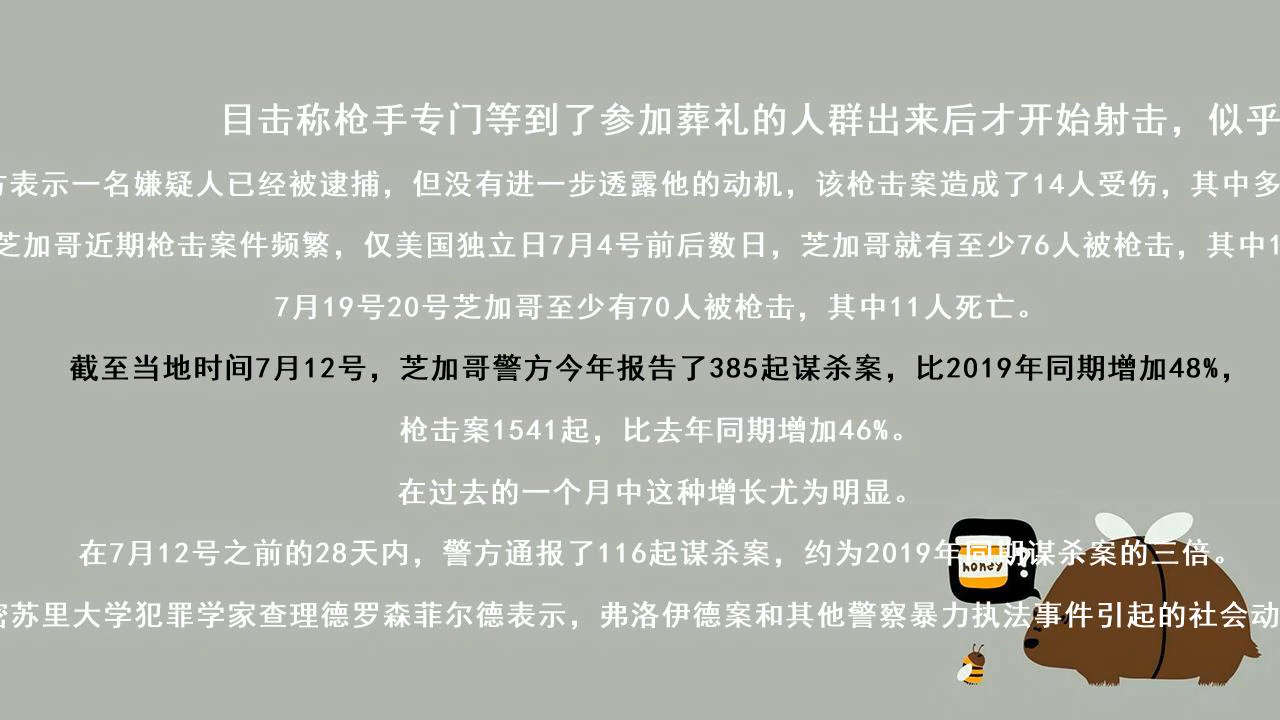 目击称枪手专门等到了参加葬礼的人群出来后才开始射击，似乎
方表示一名嫌疑人已经被逮捕，但没有进一步透露他的动机，该枪击案造成了14人受伤，其中多
芝加哥近期枪击案件频繁，仅美国独立日7月4号前后数日，芝加哥就有至少76人被枪击，其中1
7月19号20号芝加哥至少有70人被枪击，其中11人死亡。
截至当地时间7月12号，芝加哥警方今年报告了385起谋杀案，比2019年同期增加48%，
枪击案1541起，比去年同期增加46%。
在过去的一个月中这种增长尤为明显。
在7月12号之前的28天内，警方通报了116起谋杀案，约为2019年同期谋杀案的三倍。
honey ?
密苏里大学犯罪学家查理德罗森菲尔德表示，弗洛伊德案和其他警察暴力执法事件引起的社会动